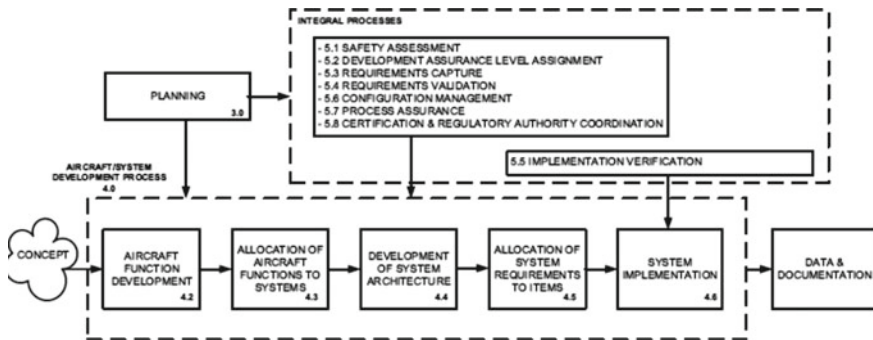 INTEGRAL PROCESSES
- 5.1 SAFETY ASSESSMENT
- 5.2 DEVELOPMENT ASSURANCE LEVEL ASSIGNMENT
- 5.3 REQUIREMENTS CAPTURE
- 5.4 REQUIREMENTS VALIDATION
- 5.6 CONFIGURATION MANAGEMENT
- 5.7 PROCESS ASSURANCE
- 5.8 CERTIFICATION & REGULATORY AUTHORITY COORDINATION
PLANNING
3.0
5.5 IMPLEMENTATION VERIFICATION
AIRCRAFT/SYSTEM
DEVELOPMENT PROCESS
4.0
CONCEPT
AIRCRAFT
FUNCTION
DEVELOPMENT
4.2
ALLOCATION OF
AIRCRAFT
FUNCTIONS TO
SYSTEMS
4.3
DEVELOPMENT
OF SYSTEM
ARCHITECTURE
4.4
ALLOCATION OF
SYSTEM
REQUIREMENTS
TO ITEMS
4.5
SYSTEM
IMPLEMENTATION
4.6
DATA &
DOCUMENTATION